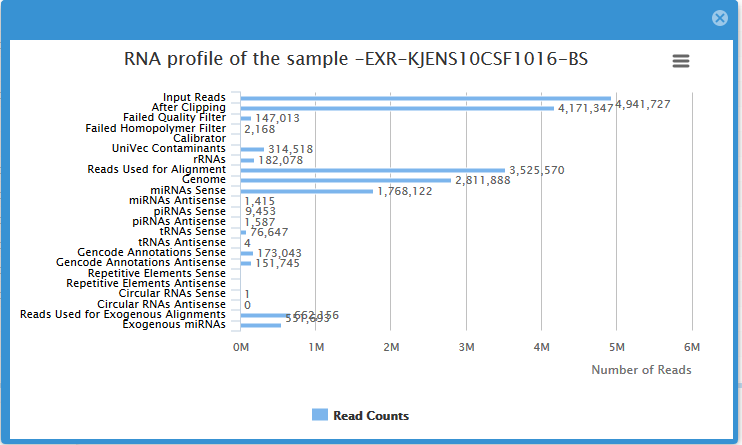 RNA profile of the sample -EXR-KJENS10CSF1016-BS
Input Reads 4,941,727
After Clipping 4,171,347
Failed Quality Filter 147,013
Failed Homopolymer Filter 2,168
Calibrator
UniVec Contaminants 314,518
rRNAs 182,078
Reads Used for Alignment 3,525,570
Genome 2,811,888
miRNAs Sense 1,768,122
miRNAs Antisense 1,415
piRNAs Sense 9,453
piRNAs Antisense 1,587
tRNAs Sense 76,647
tRNAs Antisense 4
Gencode Annotations Sense 173,043
Gencode Annotations Antisense 151,745
Repetitive Elements Sense
Repetitive Elements Antisense
Circular RNAs Sense 1
Circular RNAs Antisense 0
Reads Used for Exogenous Alignments 662,156
Exogenous miRNAs 551,693
0M 1M 2M 3M 4M 5M 6M
Number of Reads
Read Counts